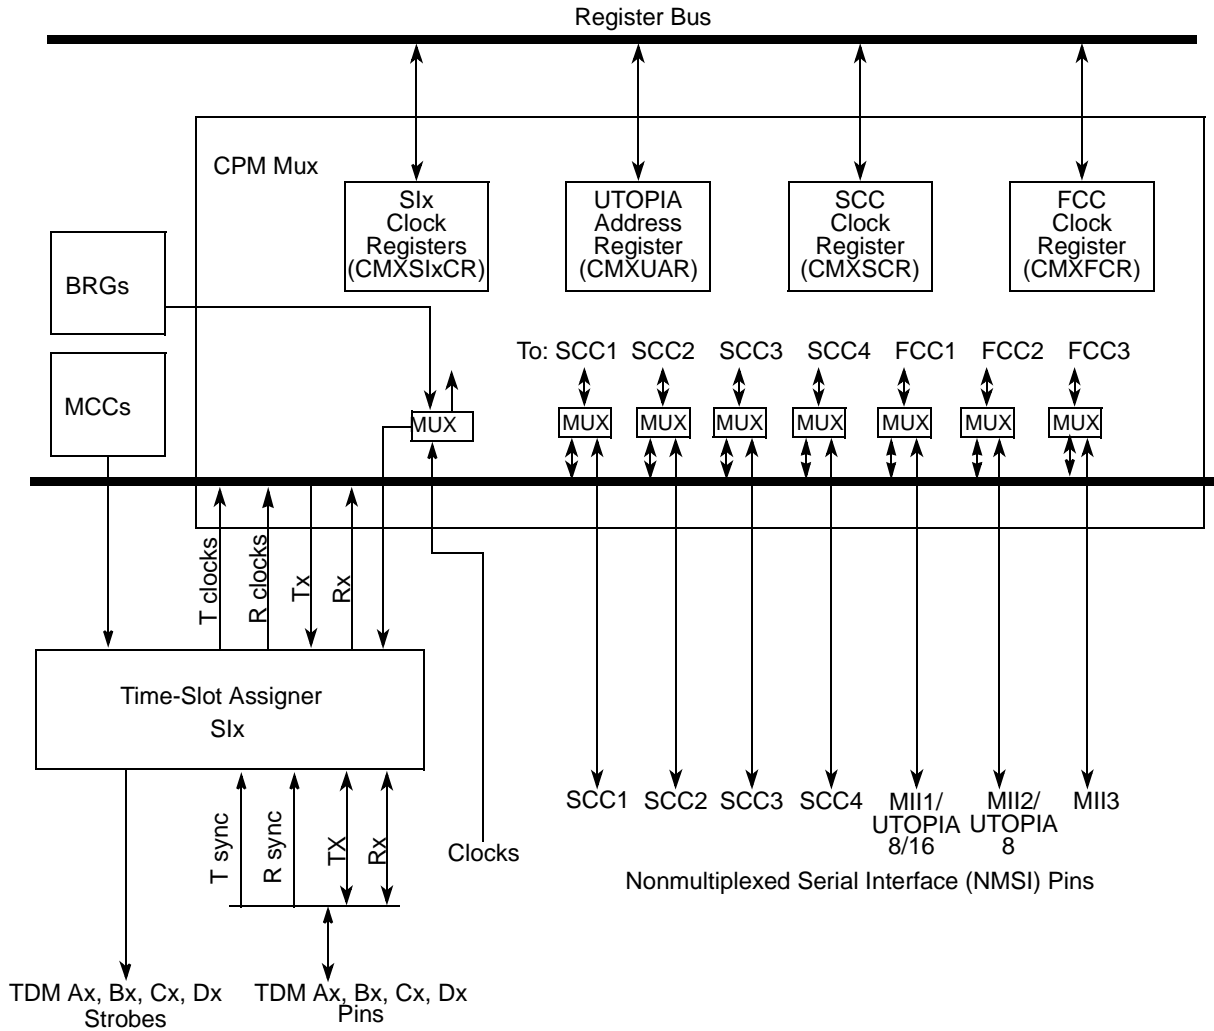 Register Bus
CPM Mux
SIx
Clock
Registers
(CMXSIxCR)
UTOPIA
Address
Register
(CMXUAR)
SCC
Clock
Register
(CMXSCR)
FCC
Clock
Register
(CMXFCR)
BRGs
MCCs
To: SCC1 SCC2 SCC3 SCC4 FCC1 FCC2 FCC3
MUX
MUX MUX MUX MUX MUX MUX MUX
T clocks
R clocks
Tx
Rx
Time-Slot Assigner
SIx
T sync
R sync
TX
Rx
Clocks
SCC1 SCC2 SCC3 SCC4
MII1/
UTOPIA
8/16
MII2/
UTOPIA
8
MII3
Nonmultiplexed Serial Interface (NMSI) Pins
TDM Ax, Bx, Cx, Dx
Strobes
TDM Ax, Bx, Cx, Dx
Pins